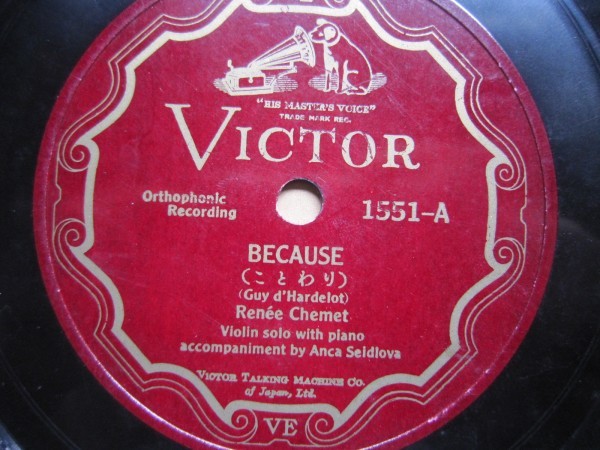 "HIS MASTER'S VOICE"
TRADE MARK REG.
VICTOR
Orthophonic
Recording
1551-A
BECAUSE
(ことわり)
(Guy d'Hardelot)
Renée Chemet
Violin solo with piano
accompaniment by Anca Seidlova
VICTOR TALKING MACHINE CO.
of Japan, Ltd.
VE